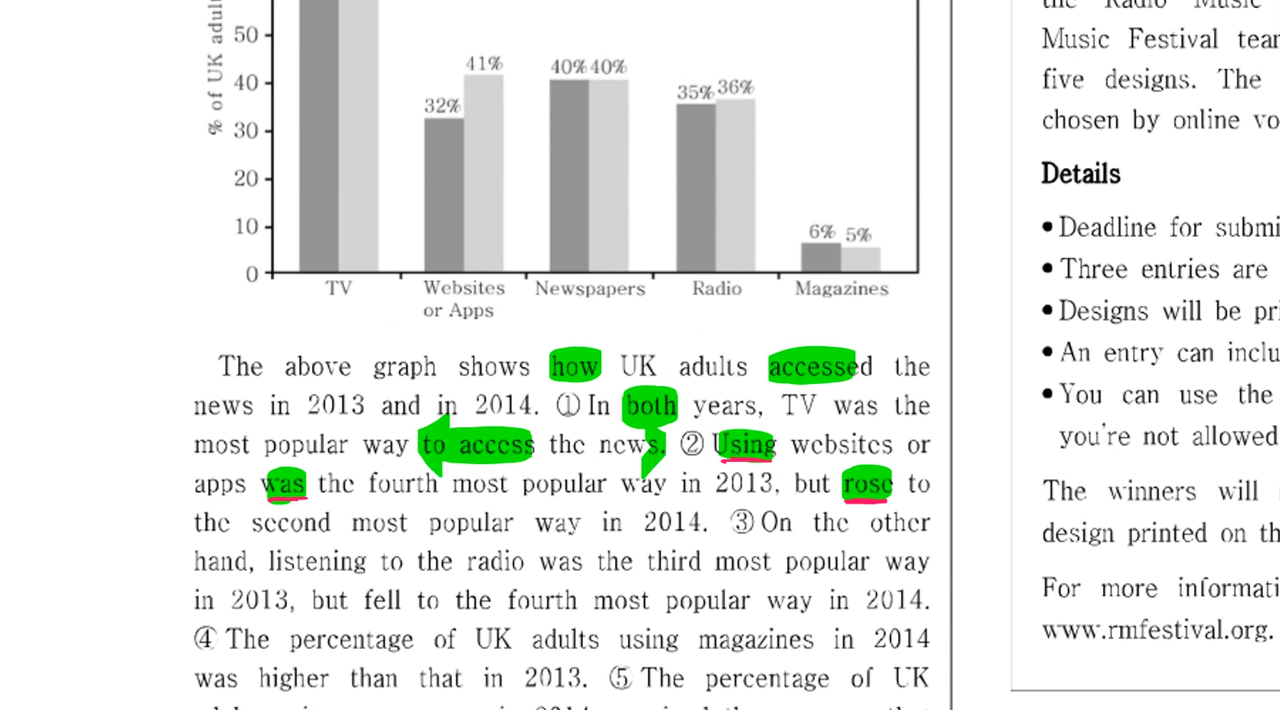 % of UK
50
40
30
20
10
0
41%
32%
40% 40%
35% 36%
6% 5%
TV
Websites
or Apps
Newspapers
Radio
Magazines
The above graph shows how UK adults accessed the
news in 2013 and in 2014. ① In both years, TV was the
most popular way to access the news. ② Using websites or
apps was the fourth most popular way in 2013, but rose to
the second most popular way in 2014. ③ On the other
hand, listening to the radio was the third most popular way
in 2013, but fell to the fourth most popular way in 2014.
④ The percentage of UK adults using magazines in 2014
was higher than that in 2013. ⑤ The percentage of UK
the Radio Music
Music Festival
five designs. The
chosen by online
Details
• Deadline for
• Three entries are
• Designs will be
• An entry can
• You can use the
you're not allowed
The winners will
design printed on
For more
www.rmfestival.org.